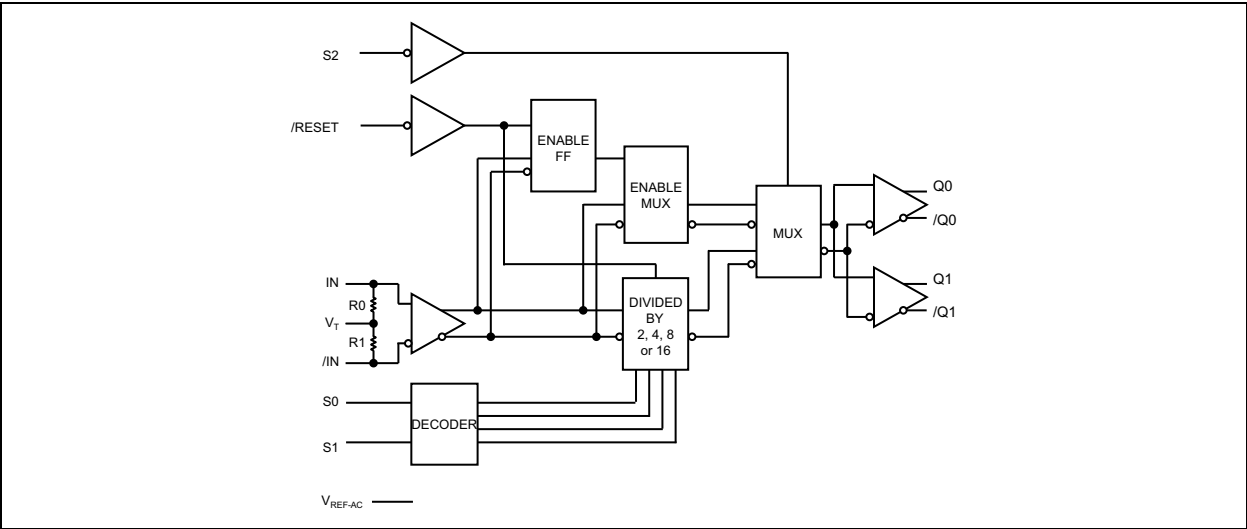 S2
/RESET
ENABLE
FF
ENABLE
MUX
MUX
Q0
/Q0
Q1
/Q1
IN
R0
VT
R1
/IN
DIVIDED
BY
2, 4, 8
or 16
S0
S1
DECODER
VREF-AC